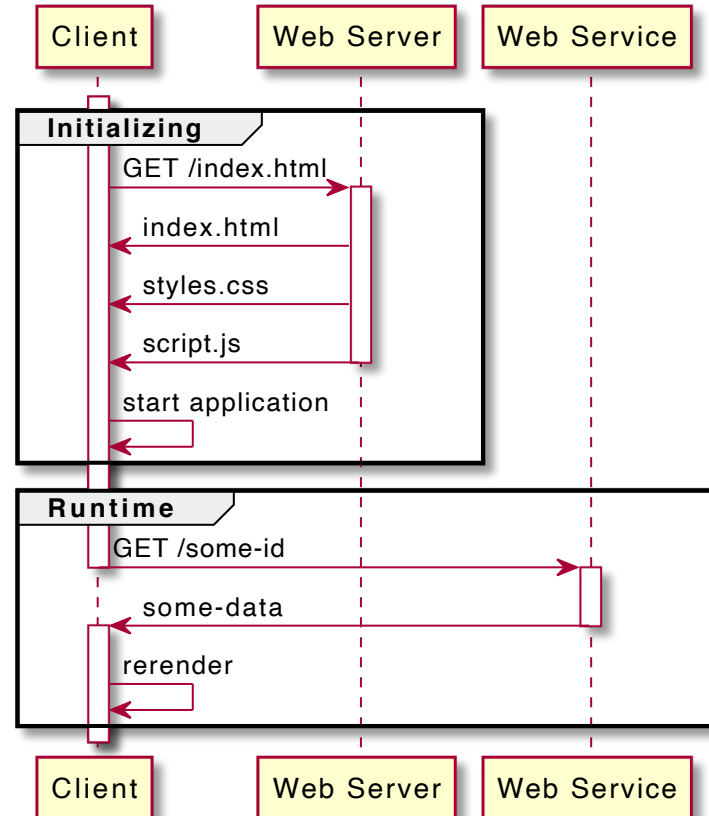 Client
Web Server
Web Service
Initializing
GET /index.html
index.html
styles.css
script.js
start application
Runtime
GET /some-id
some-data
rerender
Client
Web Server
Web Service